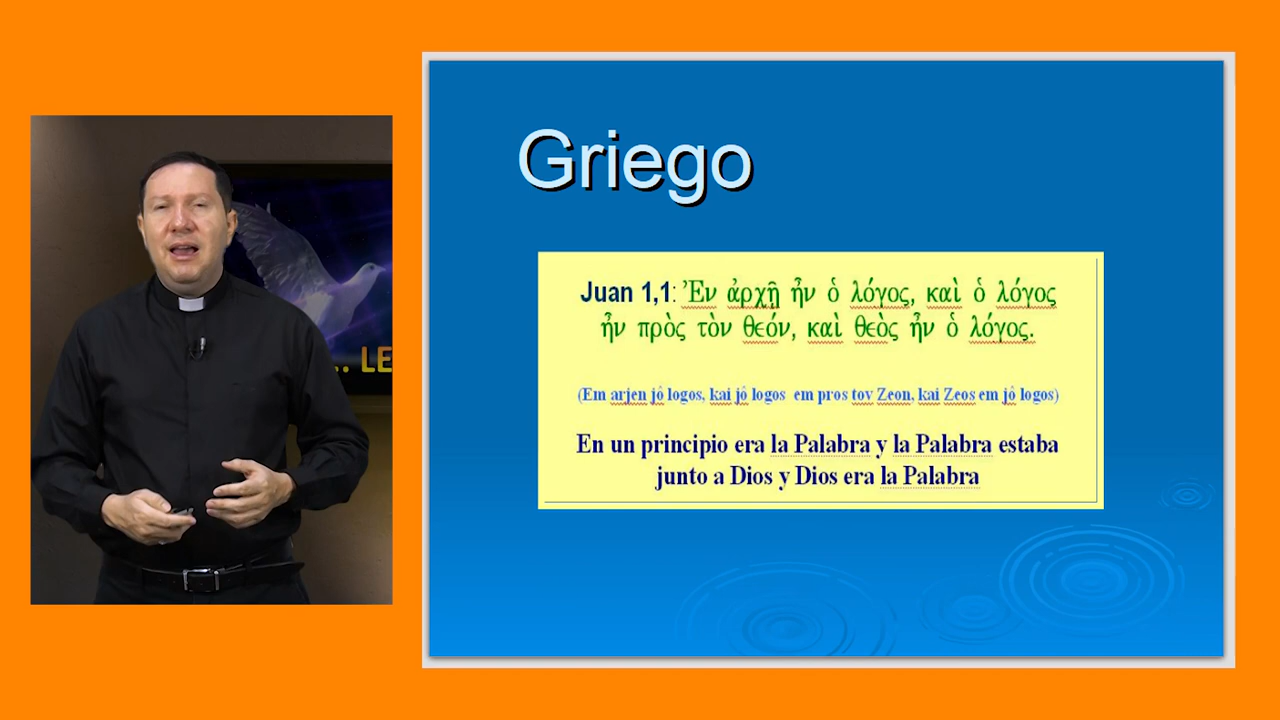 .. LE
Griego
Juan 1,1: Ἐν ἀρχῇ ἦν ὁ λόγος, καὶ ὁ λόγος
ἦν πρὸς τὸν θεόν, καὶ θεὸς ἦν ὁ λόγος.
(Em arjen jô logos, kai jô logos em pros tov Zeon, kai Zeos em jô logos)
En un principio era la Palabra y la Palabra estaba
junto a Dios y Dios era la Palabra